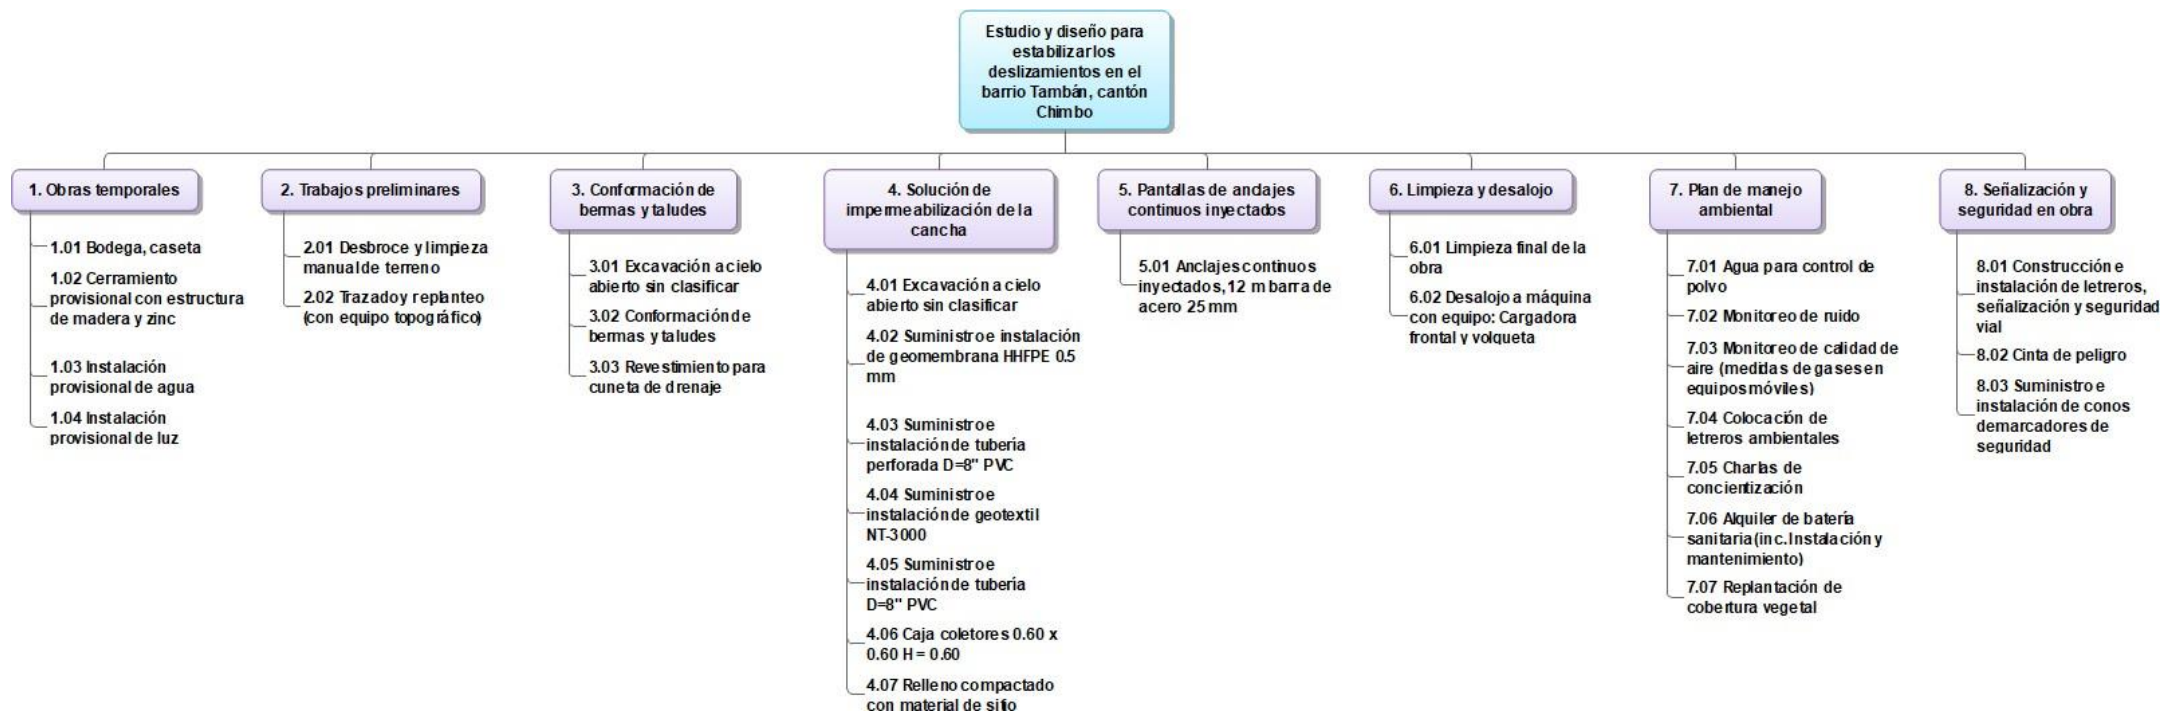 Estudio y diseño para
estabilizar los
deslizamientos en el
barrio Tambán, cantón
Chimbo
1. Obras temporales
1.01 Bodega, caseta
1.02 Cerramiento
provisional con estructura
de madera y zinc
1.03 Instalación
provisional de agua
1.04 Instalación
provisional de luz
2. Trabajos preliminares
2.01 Desbroce y limpieza
manual de terreno
2.02 Trazado y replanteo
(con equipo topográfico)
3. Conformación de
bermas y taludes
3.01 Excavación a cielo
abierto sin clasificar
3.02 Conformación de
bermas y taludes
3.03 Revestimiento para
cuneta de drenaje
4. Solución de
impermeabilización de la
cancha
4.01 Excavación a cielo
abierto sin clasificar
4.02 Suministro e instalación
de geomembrana HHFPE 0.5
mm
4.03 Suministro e
instalación de tubería
perforada D=8" PVC
4.04 Suministro e
instalación de geotextil
NT-3000
4.05 Suministro e
instalación de tubería
D=8" PVC
4.06 Caja coletores 0.60 x
0.60 H = 0.60
4.07 Relleno compactado
con material de sitio
5. Pantallas de anclajes
continuos inyectados
5.01 Anclajes continuos
inyectados, 12 m barra de
acero 25 mm
6. Limpieza y desalojo
6.01 Limpieza final de la
obra
6.02 Desalojo a máquina
con equipo: Cargadora
frontal y volqueta
7. Plan de manejo
ambiental
7.01 Agua para control de
polvo
7.02 Monitoreo de ruido
7.03 Monitoreo de calidad de
aire (medidas de gases en
equipos móviles)
7.04 Colocación de
letreros ambientales
7.05 Charlas de
concientización
7.06 Alquiler de batería
sanitaria (inc. Instalación y
mantenimiento)
7.07 Replantación de
cobertura vegetal
8. Señalización y
seguridad en obra
8.01 Construcción e
instalación de letreros,
señalización y seguridad
vial
8.02 Cinta de peligro
8.03 Suministro e
instalación de conos
demarcadores de
seguridad